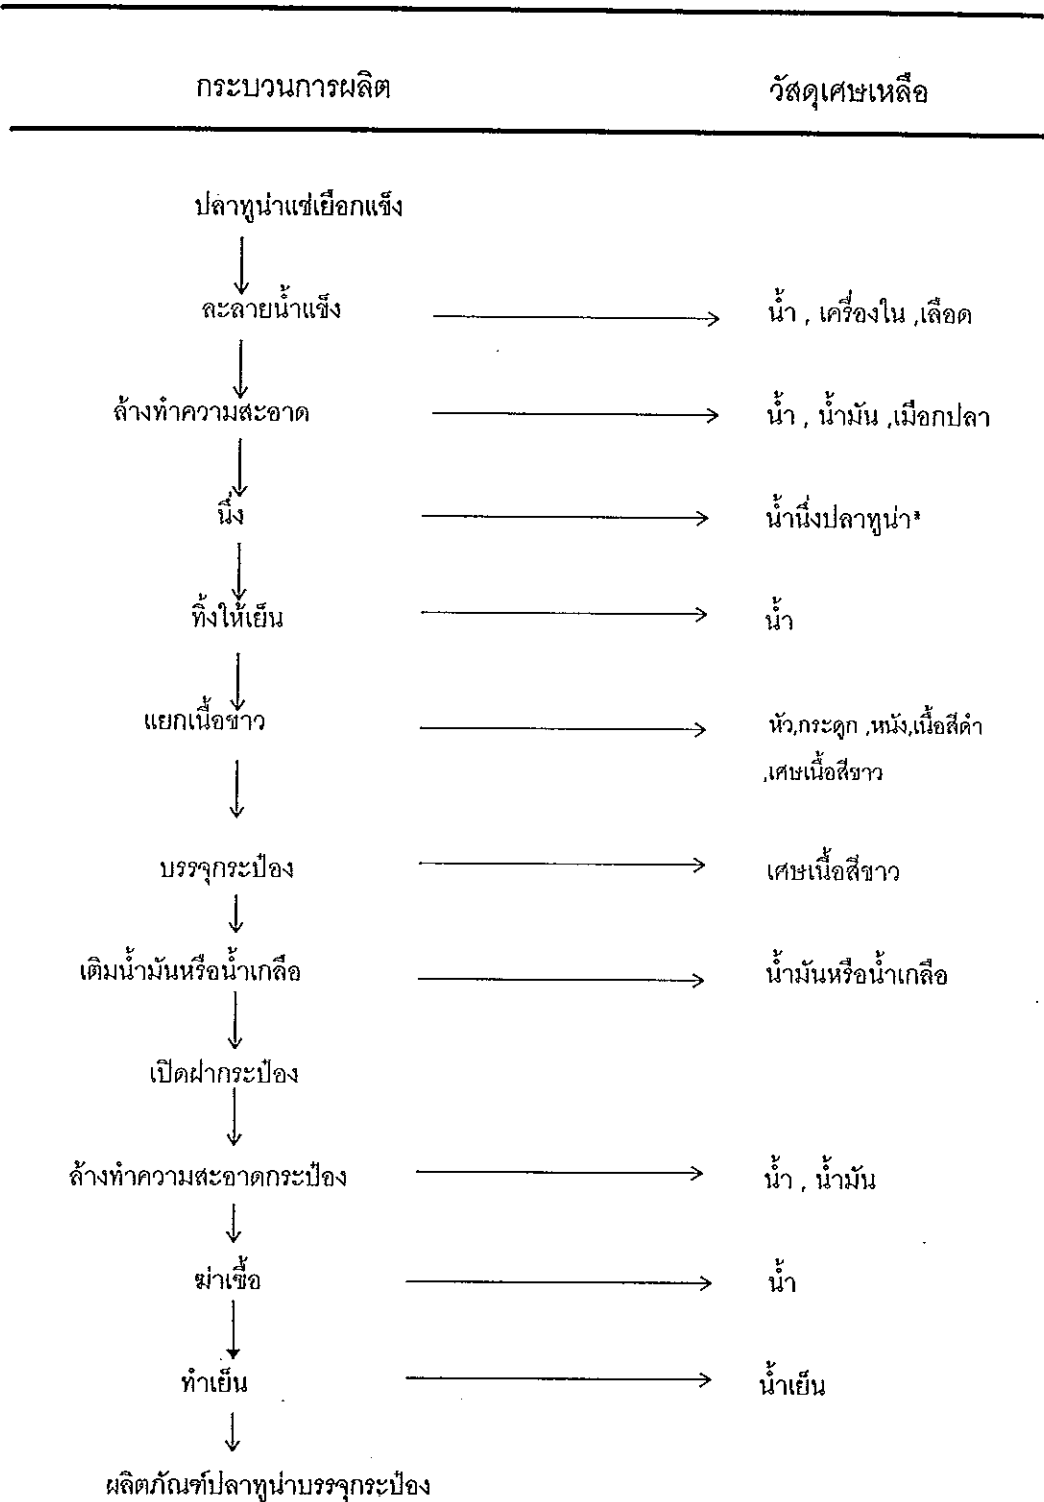 กระบวนการผลิต วัสดุเศษเหลือ
ปลาทูน่าแช่เยือกแข็ง
ละลายน้ำแข็ง น้ำ , เครื่องใน ,เลือด
ล้างทำความสะอาด น้ำ , น้ำมัน ,เมือกปลา
นึ่ง น้ำนึ่งปลาทูน่า*
ทิ้งให้เย็น น้ำ
แยกเนื้อขาว หัว,กระดูก ,หนัง,เนื้อสีดำ
,เศษเนื้อสีขาว
บรรจุกระป๋อง เศษเนื้อสีขาว
เติมน้ำมันหรือน้ำเกลือ น้ำมันหรือน้ำเกลือ
เปิดฝากระป๋อง
ล้างทำความสะอาดกระป๋อง น้ำ , น้ำมัน
ฆ่าเชื้อ น้ำ
ทำเย็น น้ำเย็น
ผลิตภัณฑ์ปลาทูน่าบรรจุกระป๋อง